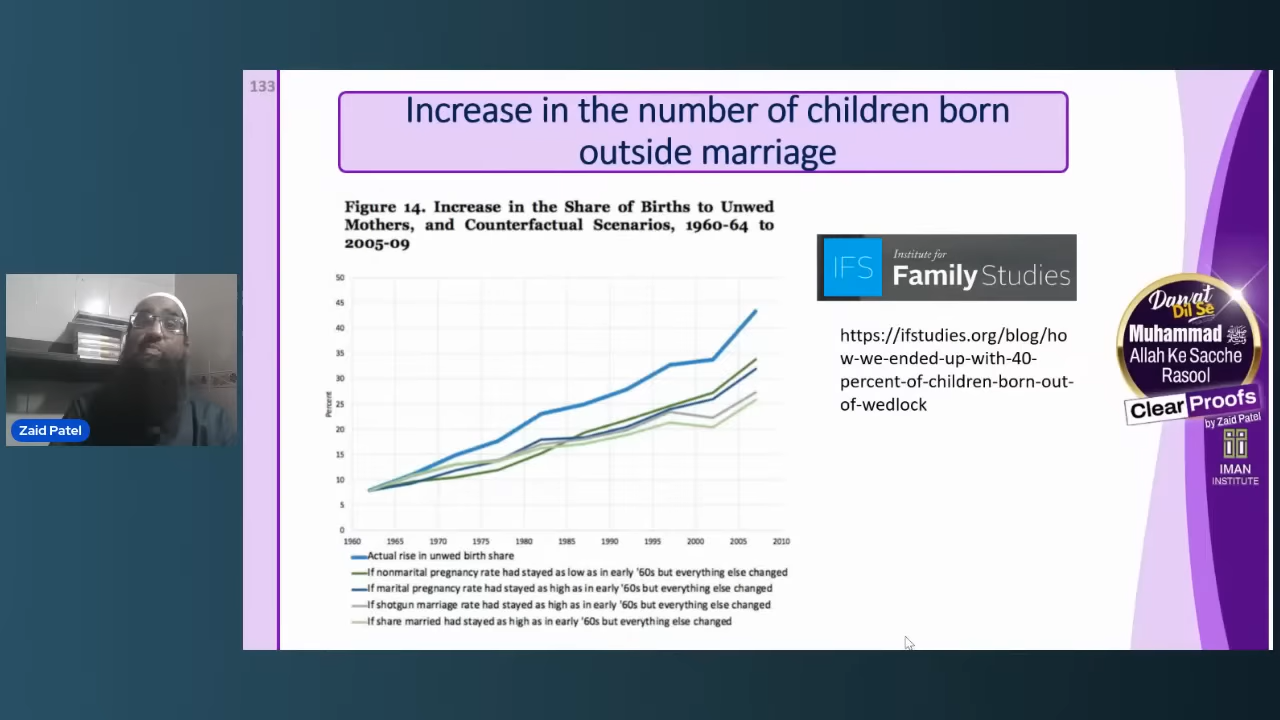 133
Increase in the number of children born
outside marriage
Figure 14. Increase in the Share of Births to Unwed
Mothers, and Counterfactual Scenarios, 1960-64 to
2005-09
50
45
40
35
30
25
20
15
10
5
0
Percent
1960 1965 1970 1975 1980 1985 1990 1995 2000 2005 2010
Actual rise in unwed birth share
If nonmarital pregnancy rate had stayed as low as in early '60s but everything else changed
If marital pregnancy rate had stayed as high as in early '60s but everything else changed
If shotgun marriage rate had stayed as high as in early '60s but everything else changed
If share married had stayed as high as in early '60s but everything else changed
IFS
Institute for
Family Studies
https://ifstudies.org/blog/ho
w-we-ended-up-with-40-
percent-of-children-born-out-
of-wedlock
Dawat
Dil Se
Muhammad ﷺ
Allah Ke Sacche
Rasool
Clear Proofs
by Zaid Patel
IMAN
INSTITUTE
Zaid Patel